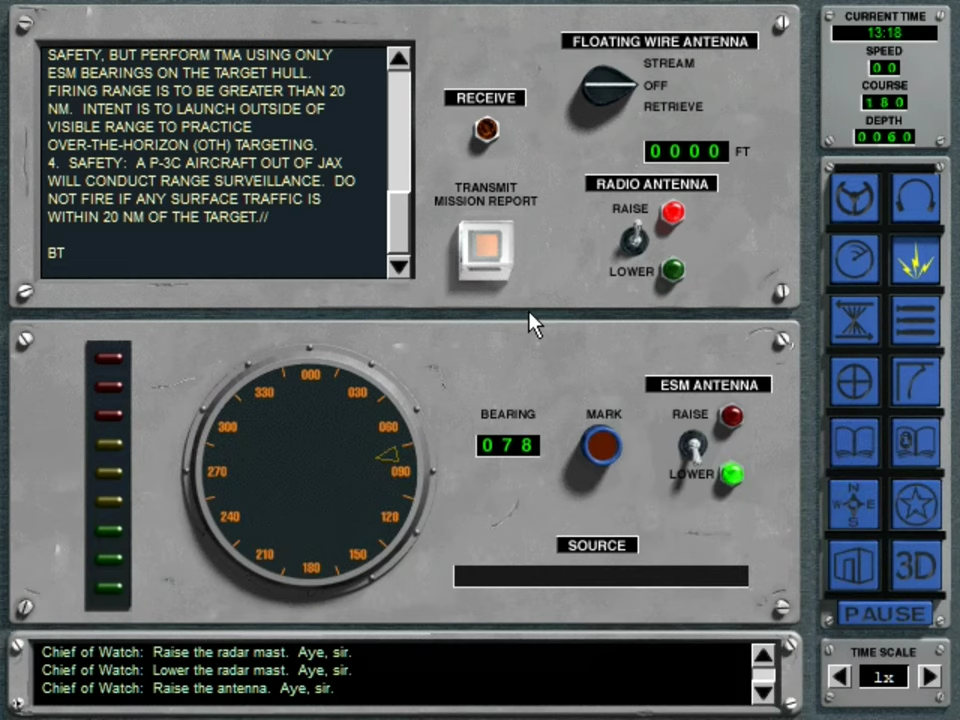 SAFETY, BUT PERFORM TMA USING ONLY
ESM BEARINGS ON THE TARGET HULL.
FIRING RANGE IS TO BE GREATER THAN 20
NM. INTENT IS TO LAUNCH OUTSIDE OF
VISIBLE RANGE TO PRACTICE
OVER-THE-HORIZON (OTH) TARGETING.
4. SAFETY: A P-3C AIRCRAFT OUT OF JAX
WILL CONDUCT RANGE SURVEILLANCE. DO
NOT FIRE IF ANY SURFACE TRAFFIC IS
WITHIN 20 NM OF THE TARGET.//
BT
RECEIVE
TRANSMIT
MISSION REPORT
FLOATING WIRE ANTENNA
STREAM
OFF
RETRIEVE
0000 FT
RADIO ANTENNA
RAISE
LOWER
CURRENT TIME
13:18
SPEED
00
COURSE
180
DEPTH
0060
000
030
060
090
120
150
180
210
240
270
300
330
BEARING
078
MARK
ESM ANTENNA
RAISE
LOWER
SOURCE
N
W E
S
3D
PAUSE
TIME SCALE
1x
Chief of Watch: Raise the radar mast. Aye, sir.
Chief of Watch: Lower the radar mast. Aye, sir.
Chief of Watch: Raise the antenna. Aye, sir.